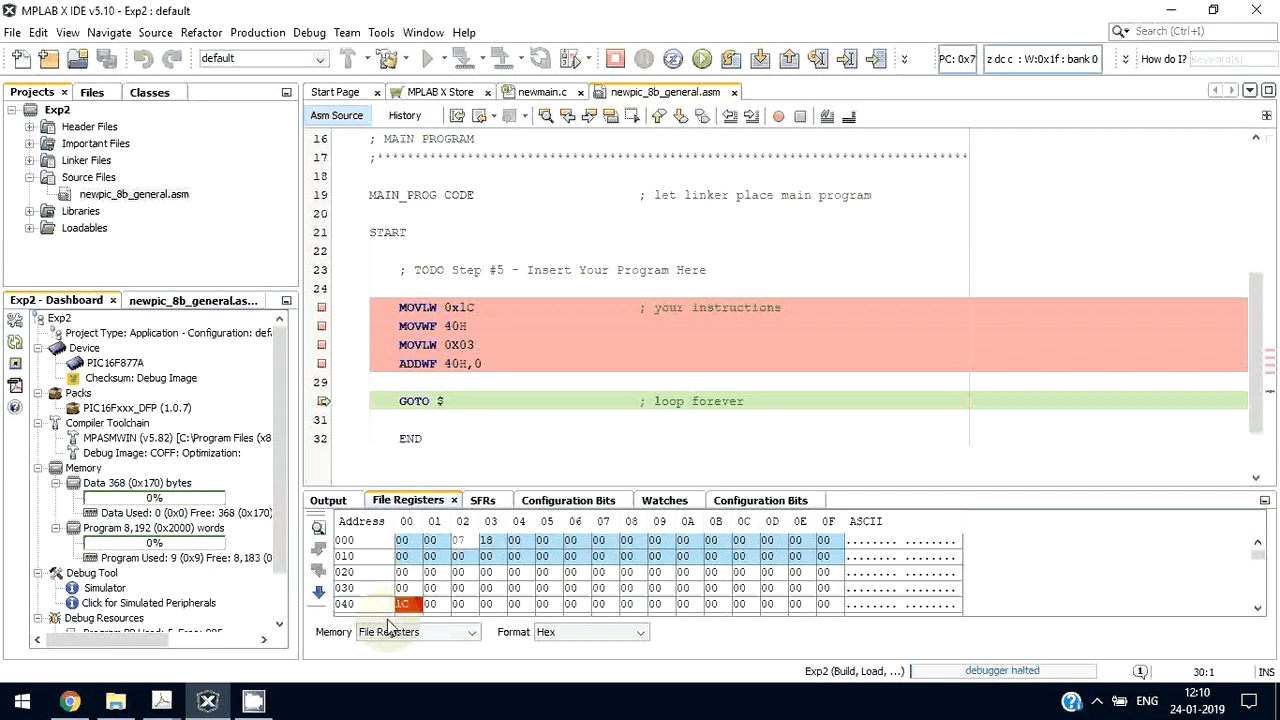 MPLAB X IDE v5.10 - Exp2 : default
File Edit View Navigate Source Refactor Production Debug Team Tools Window Help
Search (Ctrl+I)
default
PC: 0x7
z dc c : W:0x1f : bank 0
How do I?
Keyword(s)
Projects Files Classes
Exp2
Header Files
Important Files
Linker Files
Source Files
newpic_8b_general.asm
Libraries
Loadables
Exp2 - Dashboard newpic_8b_general.as...
Exp2
Project Type: Application - Configuration: def
Device
PIC16F877A
Checksum: Debug Image
Packs
PIC16Fxxx_DFP (1.0.7)
Compiler Toolchain
MPASMWIN (v5.82) [C:\Program Files (x8
Debug Image: COFF: Optimization:
Memory
Data 368 (0x170) bytes
0%
Data Used: 0 (0x0) Free: 368 (0x170)
Program 8,192 (0x2000) words
0%
Program Used: 9 (0x9) Free: 8,183 (0x
Debug Tool
Simulator
Click for Simulated Peripherals
Debug Resources
Start Page MPLAB X Store newmain.c newpic_8b_general.asm
Asm Source History
16 ; MAIN PROGRAM
17 ;*******************************************************************************
18
19 MAIN_PROG CODE ; let linker place main program
20
21 START
22
23 ; TODO Step #5 - Insert Your Program Here
24
MOVLW 0x1C ; your instructions
MOVWF 40H
MOVLW 0X03
ADDWF 40H,0
29
GOTO $ ; loop forever
31
32 END
Output File Registers SFRs Configuration Bits Watches Configuration Bits
Address 00 01 02 03 04 05 06 07 08 09 0A 0B 0C 0D 0E 0F ASCII
000 00 00 07 18 00 00 00 00 00 00 00 00 00 00 00 00 ........ ........
010 00 00 00 00 00 00 00 00 00 00 00 00 00 00 00 00 ........ ........
020 00 00 00 00 00 00 00 00 00 00 00 00 00 00 00 00 ........ ........
030 00 00 00 00 00 00 00 00 00 00 00 00 00 00 00 00 ........ ........
040 1C 00 00 00 00 00 00 00 00 00 00 00 00 00 00 00 ........ ........
Memory File Registers Format Hex
Exp2 (Build, Load, ...) debugger halted 30:1 INS
ENG
12:10
24-01-2019